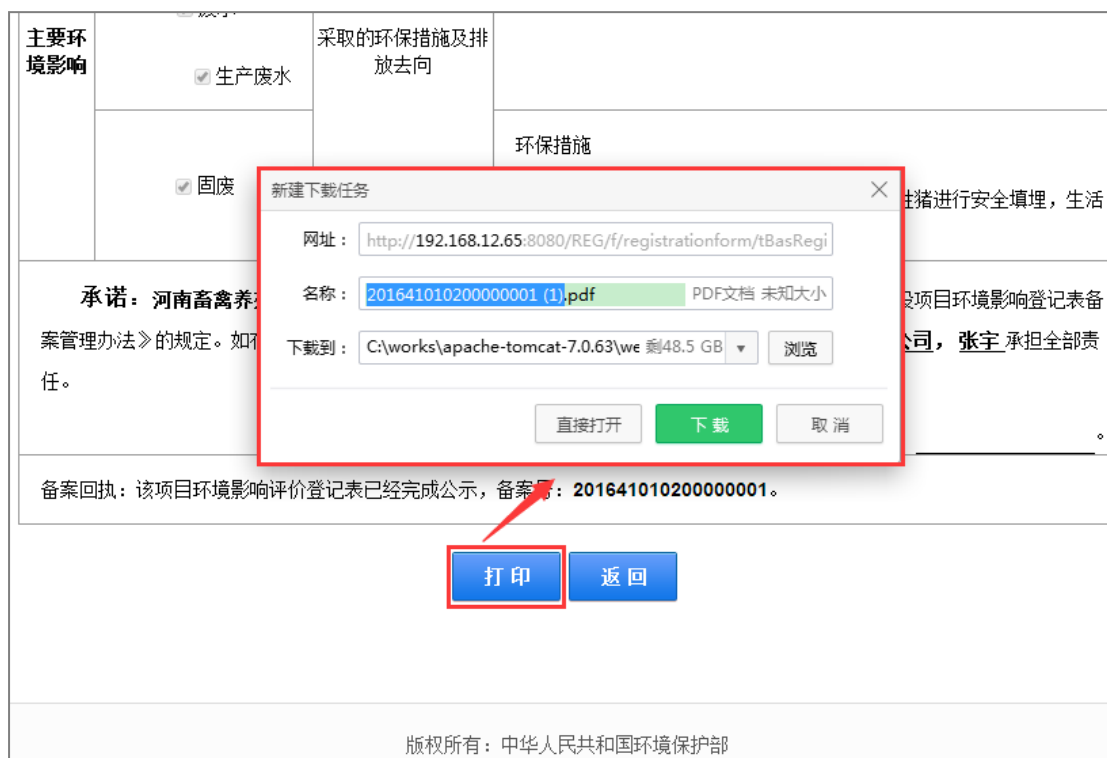 主要环
境影响
采取的环保措施及排
放去向
生产废水
环保措施
固废
牲猪进行安全填埋，生活
新建下载任务
网址： http://192.168.12.65:8080/REG/f/registrationform/tBasRegi
名称： 201641010200000001 (1).pdf PDF文档 未知大小
下载到： C:\works\apache-tomcat-7.0.63\we 剩48.5 GB 浏览
直接打开 下载 取消
承诺：河南畜禽养
项目环境影响登记表备
案管理办法》的规定。如
公司，张宇 承担全部责
任。
。
备案回执：该项目环境影响评价登记表已经完成公示，备案号：201641010200000001。
打印 返回
版权所有：中华人民共和国环境保护部